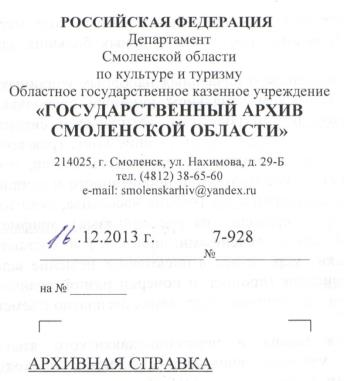 РОССИЙСКАЯ ФЕДЕРАЦИЯ
Департамент
Смоленской области
по культуре и туризму
Областное государственное казенное учреждение
«ГОСУДАРСТВЕННЫЙ АРХИВ
СМОЛЕНСКОЙ ОБЛАСТИ»
214025, г. Смоленск, ул. Нахимова, д. 29-Б
тел. (4812) 38-65-60
e-mail: smolenskarhiv@yandex.ru
16.12.2013 г. 7-928
№
на №
АРХИВНАЯ СПРАВКА